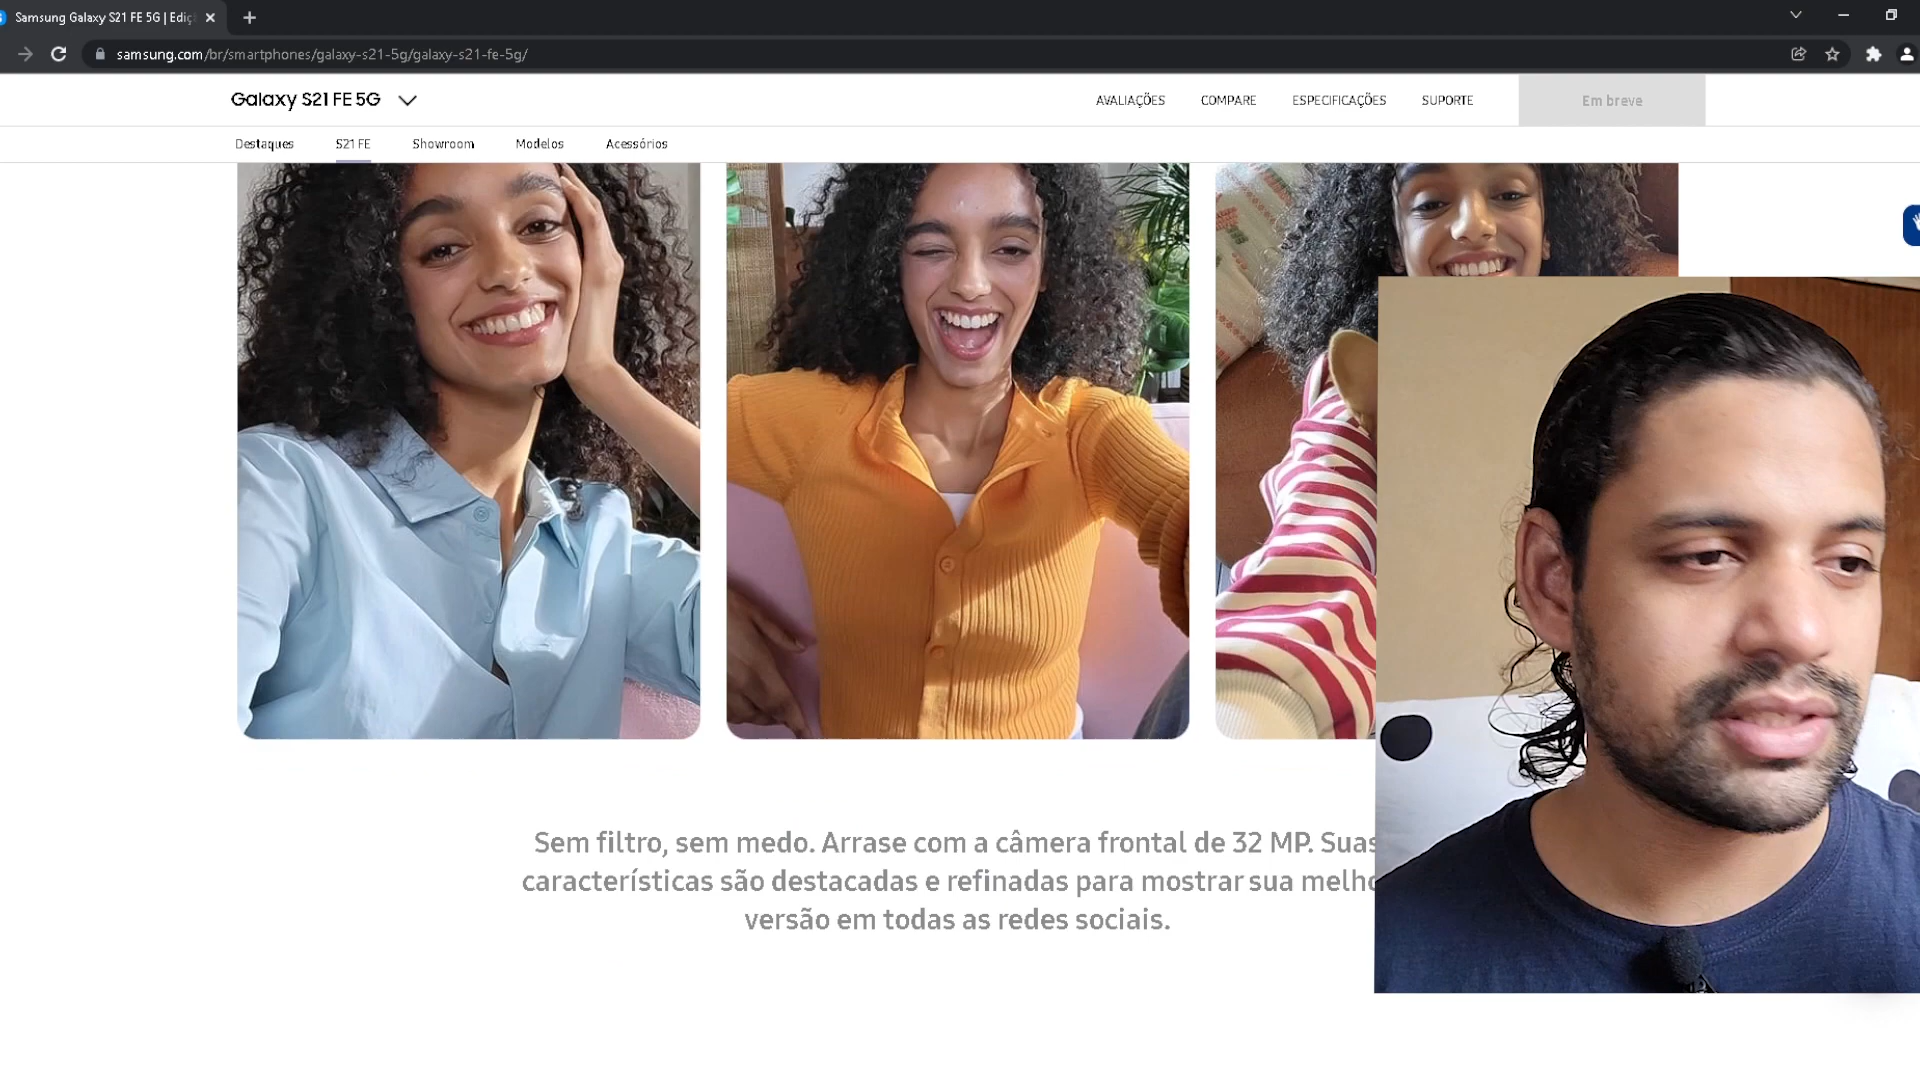 Samsung Galaxy S21 FE 5G | Ediç
samsung.com/br/smartphones/galaxy-s21-5g/galaxy-s21-fe-5g/
Galaxy S21 FE 5G
AVALIAÇÕES
COMPARE
ESPECIFICAÇÕES
SUPORTE
Em breve
Destaques
S21 FE
Showroom
Modelos
Acessórios
Sem filtro, sem medo. Arrase com a câmera frontal de 32 MP. Suas
características são destacadas e refinadas para mostrar sua melho
versão em todas as redes sociais.